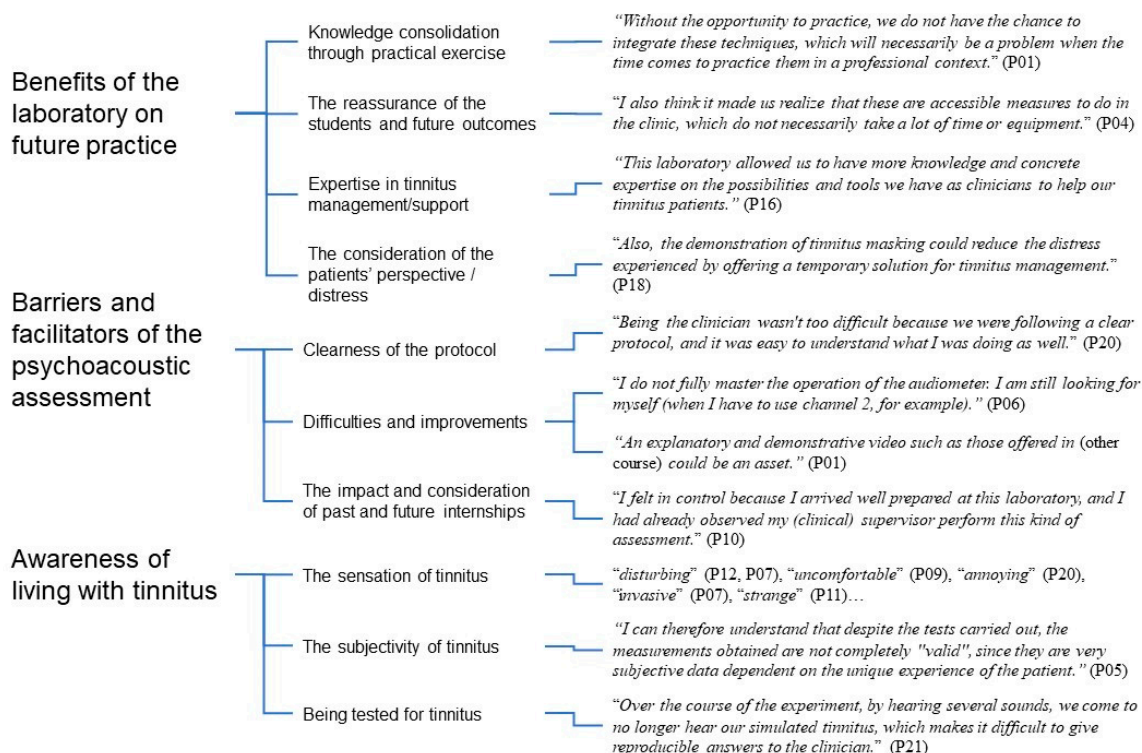 Benefits of the
laboratory on
future practice
Knowledge consolidation
through practical exercise
“Without the opportunity to practice, we do not have the chance to
integrate these techniques, which will necessarily be a problem when the
time comes to practice them in a professional context.” (P01)
The reassurance of the
students and future outcomes
“I also think it made us realize that these are accessible measures to do in
the clinic, which do not necessarily take a lot of time or equipment.” (P04)
Expertise in tinnitus
management/support
“This laboratory allowed us to have more knowledge and concrete
expertise on the possibilities and tools we have as clinicians to help our
tinnitus patients.” (P16)
The consideration of the
patients’ perspective /
distress
“Also, the demonstration of tinnitus masking could reduce the distress
experienced by offering a temporary solution for tinnitus management.”
(P18)
Barriers and
facilitators of the
psychoacoustic
assessment
Clearness of the protocol
“Being the clinician wasn't too difficult because we were following a clear
protocol, and it was easy to understand what I was doing as well.” (P20)
Difficulties and improvements
“I do not fully master the operation of the audiometer. I am still looking for
myself (when I have to use channel 2, for example).” (P06)
“An explanatory and demonstrative video such as those offered in (other
course) could be an asset.” (P01)
The impact and consideration
of past and future internships
“I felt in control because I arrived well prepared at this laboratory, and I
had already observed my (clinical) supervisor perform this kind of
assessment.” (P10)
Awareness of
living with tinnitus
The sensation of tinnitus
“disturbing” (P12, P07), “uncomfortable” (P09), “annoying” (P20),
“invasive” (P07), “strange” (P11)…
The subjectivity of tinnitus
“I can therefore understand that despite the tests carried out, the
measurements obtained are not completely "valid", since they are very
subjective data dependent on the unique experience of the patient.” (P05)
Being tested for tinnitus
“Over the course of the experiment, by hearing several sounds, we come to
no longer hear our simulated tinnitus, which makes it difficult to give
reproducible answers to the clinician.” (P21)